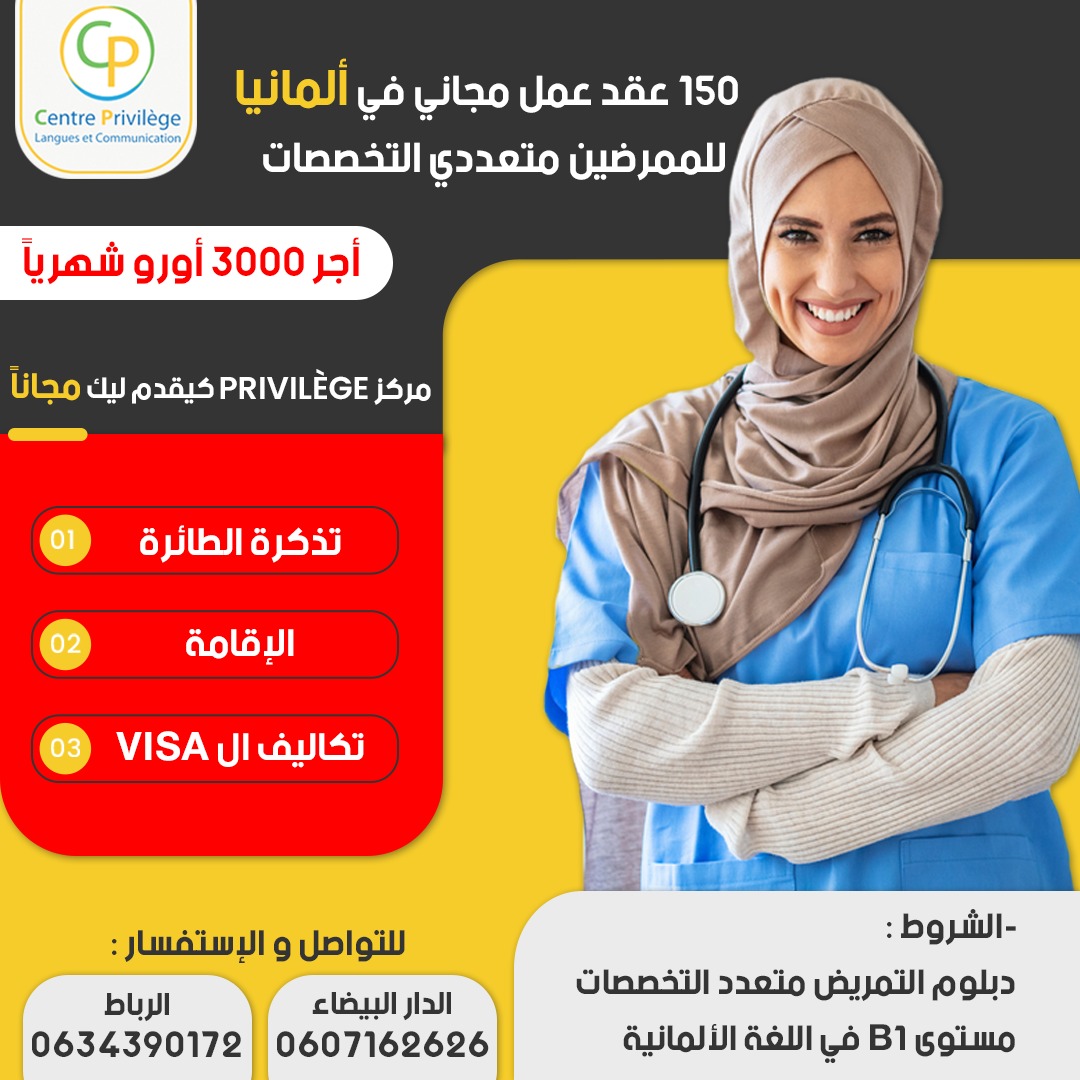 CP
Centre Privilège
Langues et Communication
150 عقد عمل مجاني في ألمانيا
للممرضين متعددي التخصصات
أجر 3000 أورو شهرياً
مركز PRIVILÈGE كيقدم ليك مجاناً
01 تذكرة الطائرة
02 الإقامة
03 تكاليف ال VISA
-الشروط :
دبلوم التمريض متعدد التخصصات
مستوى B1 في اللغة الألمانية
للتواصل و الإستفسار :
الدار البيضاء
0607162626
الرباط
0634390172